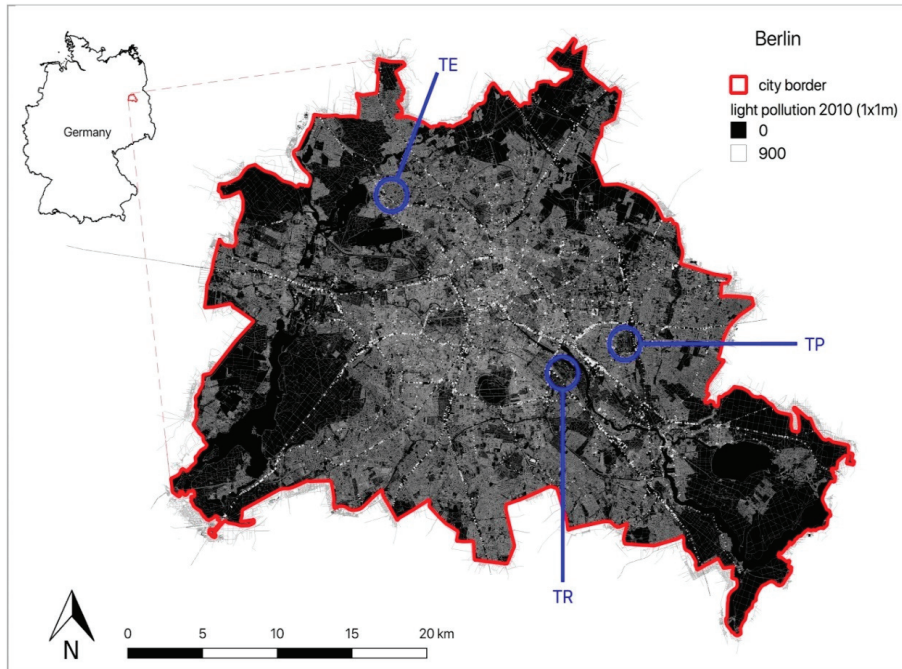 Germany
TE
Berlin
city border
light pollution 2010 (1x1m)
0
900
TP
TR
N
0 5 10 15 20 km